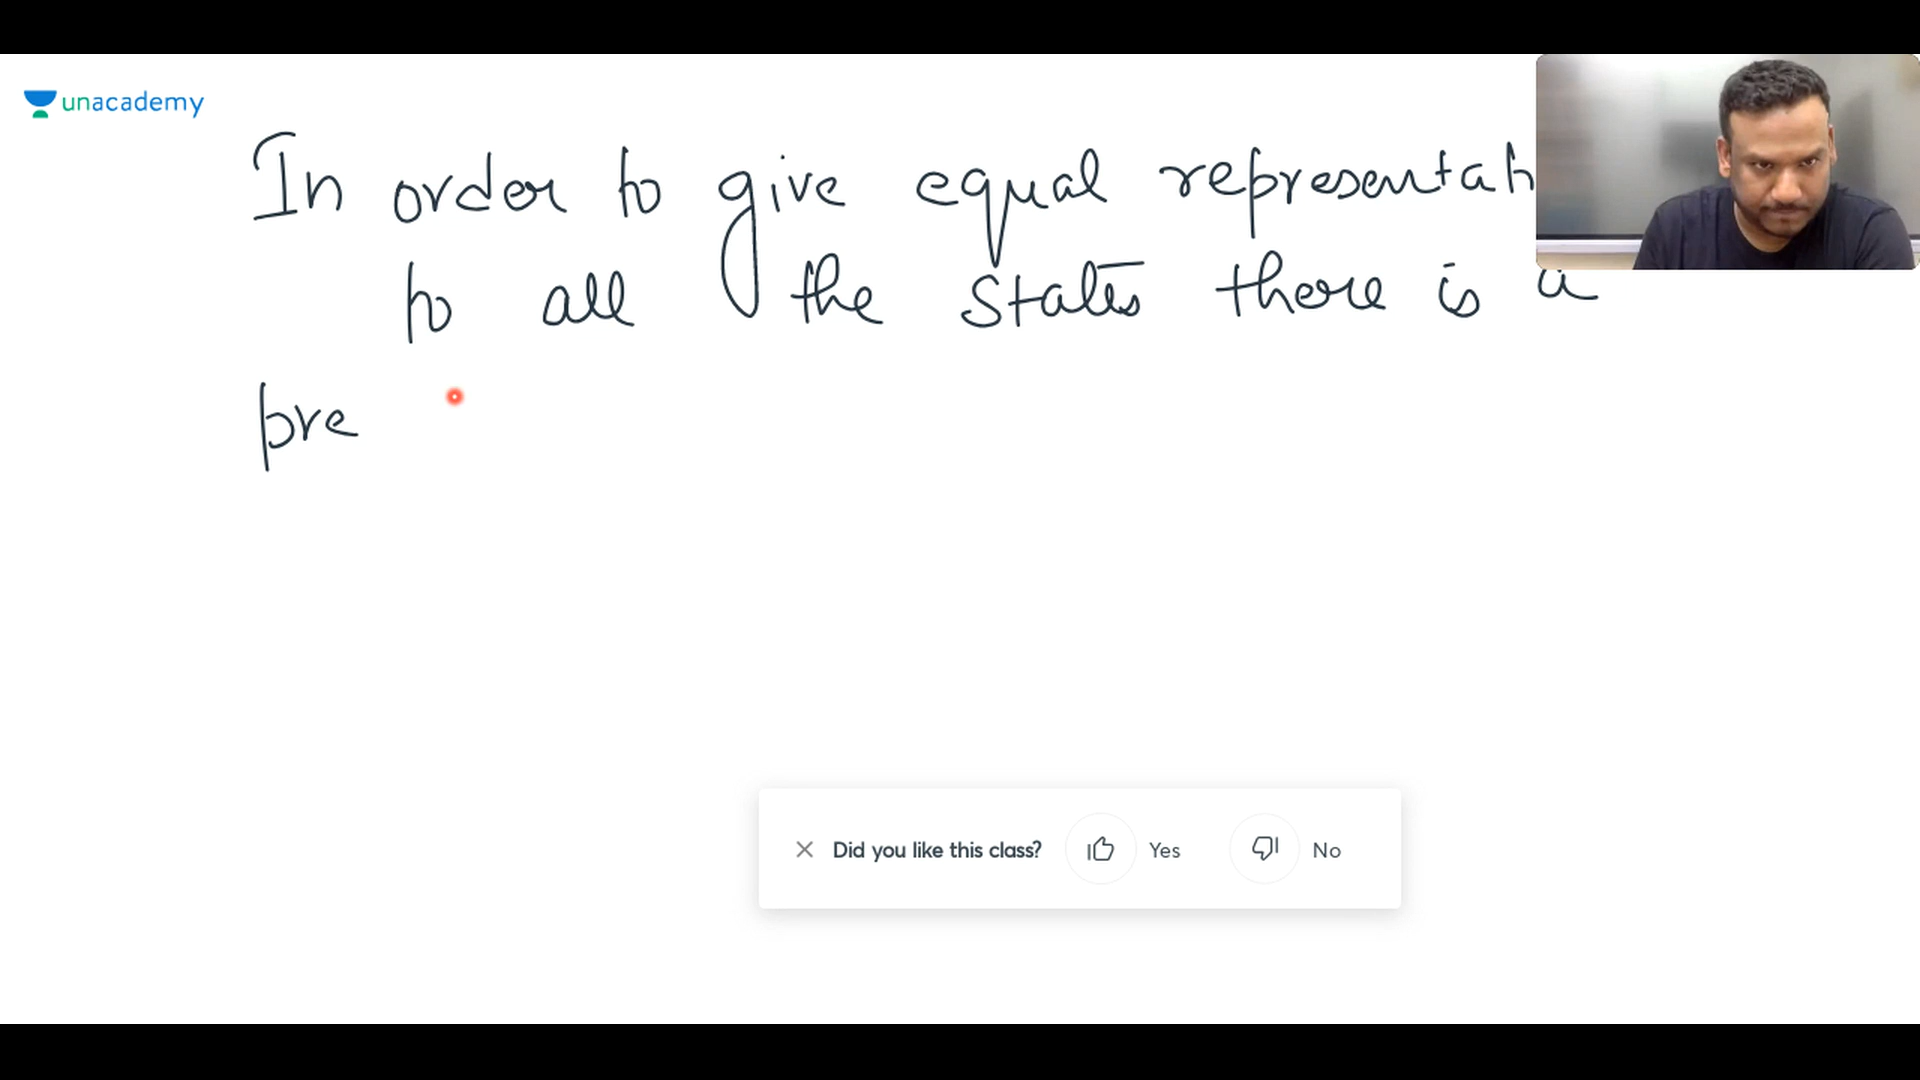 unacademy
In order to give equal representati
to all the states there is a
pre
Did you like this class? Yes No